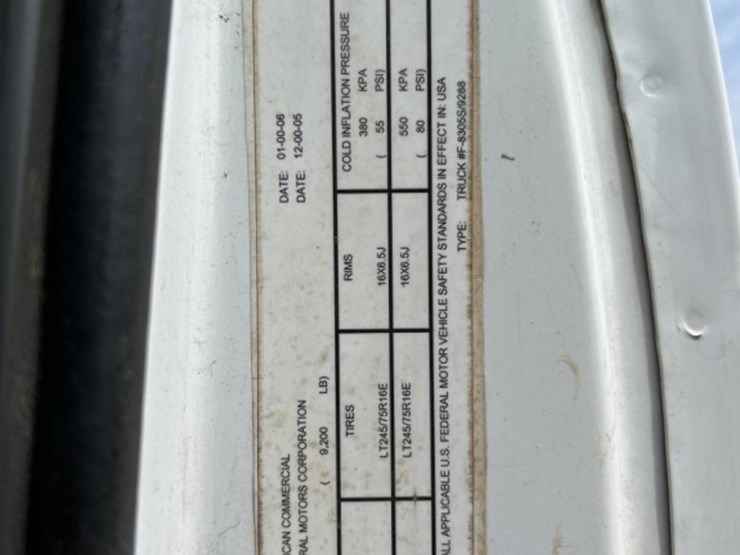 ICAN COMMERCIAL DATE: 01-00-06
RAL MOTORS CORPORATION DATE: 12-00-05
( 9,200 LB)
TIRES RIMS COLD INFLATION PRESSURE
380 KPA
LT245/75R16E 16X6.5J ( 55 PSI)
550 KPA
LT245/75R16E 16X6.5J ( 80 PSI)
ALL APPLICABLE U.S. FEDERAL MOTOR VEHICLE SAFETY STANDARDS IN EFFECT IN: USA
TYPE: TRUCK #F-8305S/9288